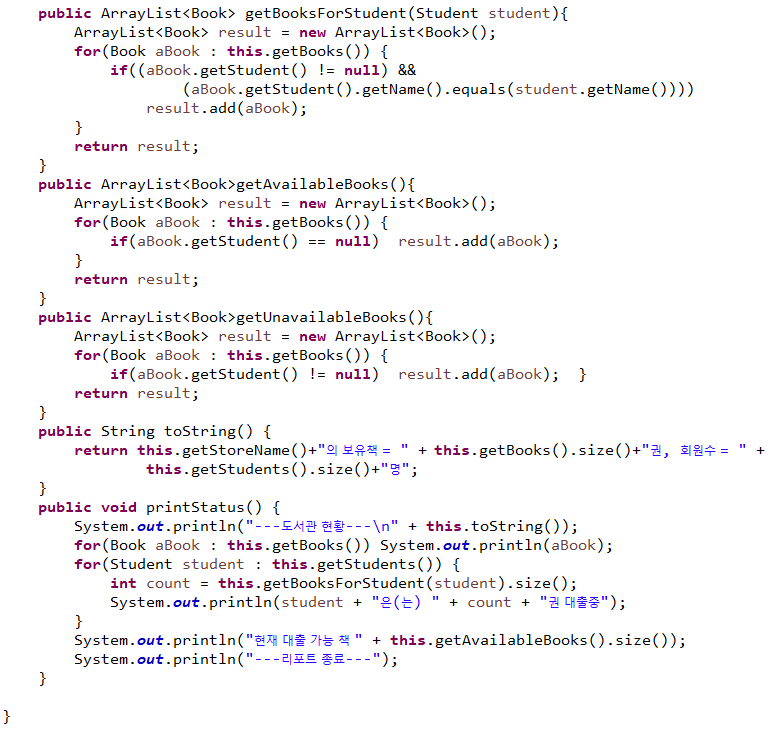 public ArrayList<Book> getBooksForStudent(Student student){
        ArrayList<Book> result = new ArrayList<Book>();
        for(Book aBook : this.getBooks()) {
            if((aBook.getStudent() != null) &&
                    (aBook.getStudent().getName().equals(student.getName())))
                result.add(aBook);
        }
        return result;
    }
    public ArrayList<Book>getAvailableBooks(){
        ArrayList<Book> result = new ArrayList<Book>();
        for(Book aBook : this.getBooks()) {
            if(aBook.getStudent() == null)  result.add(aBook);
        }
        return result;
    }
    public ArrayList<Book>getUnavailableBooks(){
        ArrayList<Book> result = new ArrayList<Book>();
        for(Book aBook : this.getBooks()) {
            if(aBook.getStudent() != null)  result.add(aBook);  }
        return result;
    }
    public String toString() {
        return this.getStoreName()+"의 보유책 = " + this.getBooks().size()+"권, 회원수 = " +
                this.getStudents().size()+"명";
    }
    public void printStatus() {
        System.out.println("---도서관 현황---\n" + this.toString());
        for(Book aBook : this.getBooks()) System.out.println(aBook);
        for(Student student : this.getStudents()) {
            int count = this.getBooksForStudent(student).size();
            System.out.println(student + "은(는) " + count + "권 대출중");
        }
        System.out.println("현재 대출 가능 책 " + this.getAvailableBooks().size());
        System.out.println("---리포트 종료---");
    }
}